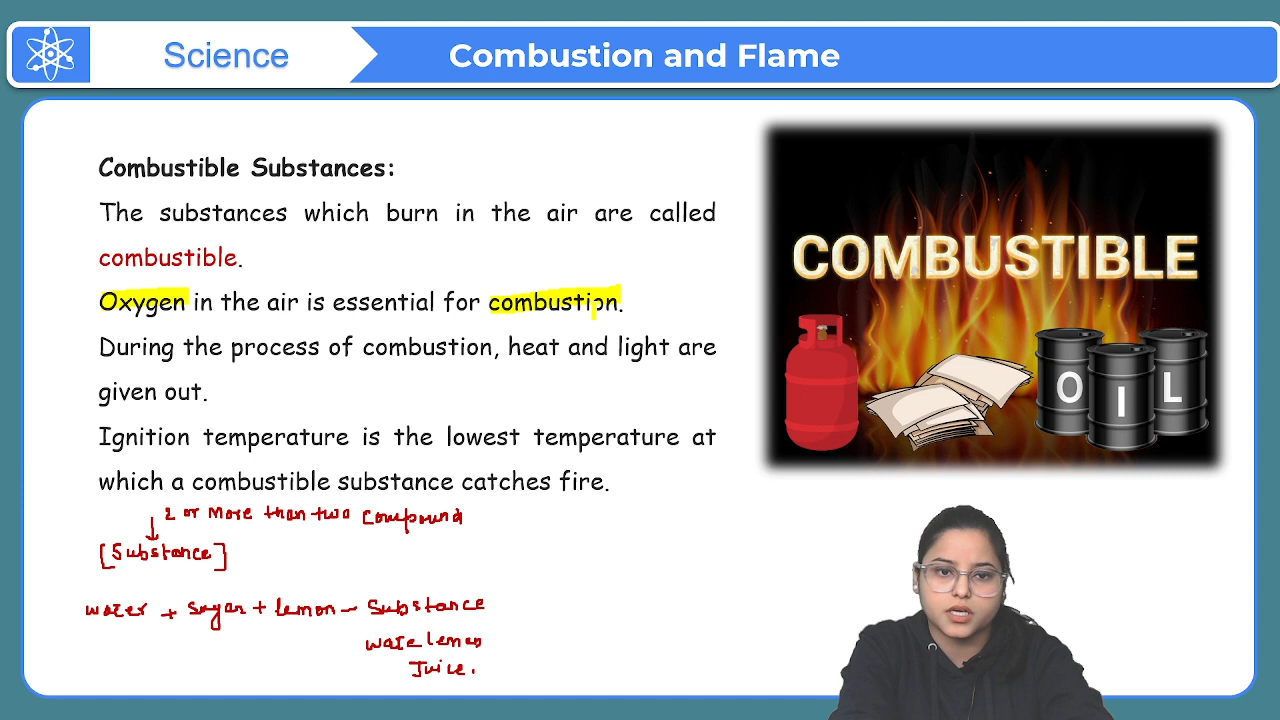 Science
Combustion and Flame
Combustible Substances:
The substances which burn in the air are called
combustible.
Oxygen in the air is essential for combustion.
During the process of combustion, heat and light are
given out.
Ignition temperature is the lowest temperature at
which a combustible substance catches fire.
2 or more than two compound
[Substance]
water + sugar + lemon - Substance
wate lemon
Juice.
COMBUSTIBLE
O I L